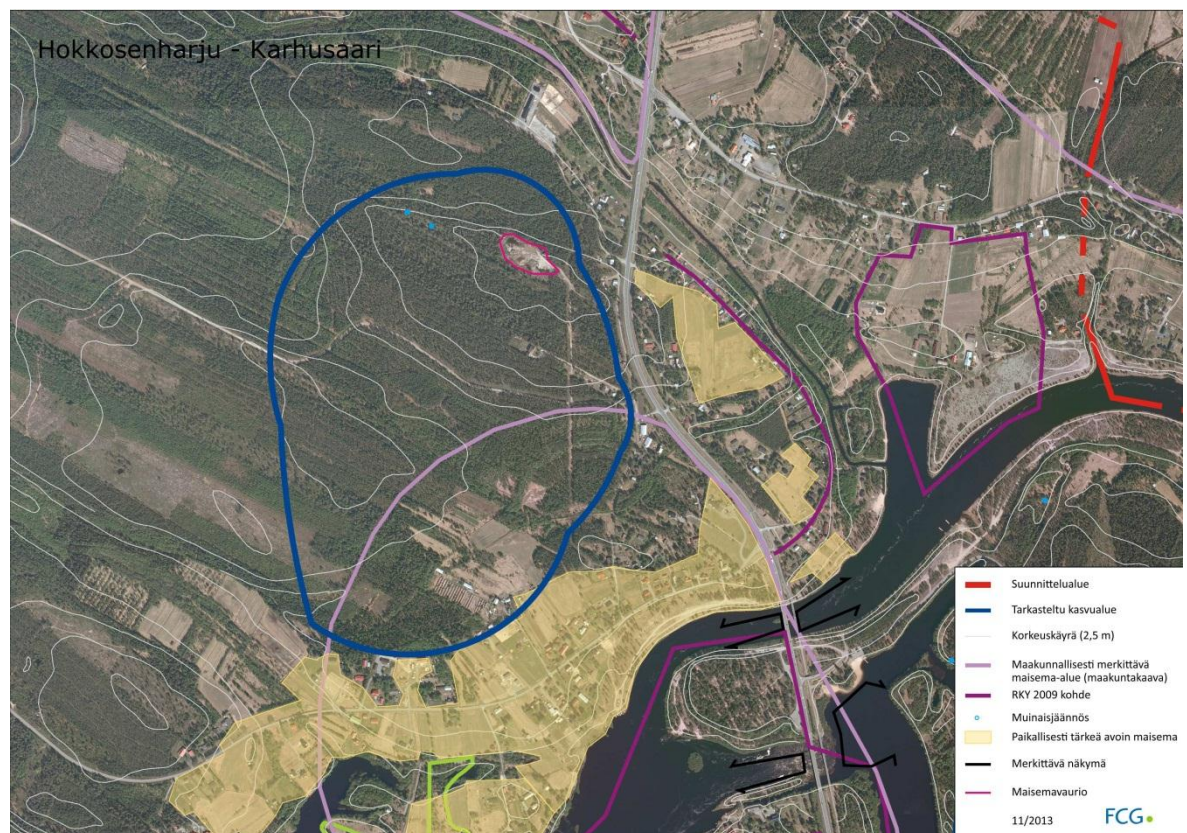 Hokkosenharju - Karhusaari
Suunnittelualue
Tarkasteltu kasvualue
Korkeuskäyrä (2,5 m)
Maakunnallisesti merkittävä
maisema-alue (maakuntakaava)
RKY 2009 kohde
Muinaisjäännös
Paikallisesti tärkeä avoin maisema
Merkittävä näkymä
Maisemavaurio
11/2013
FCG